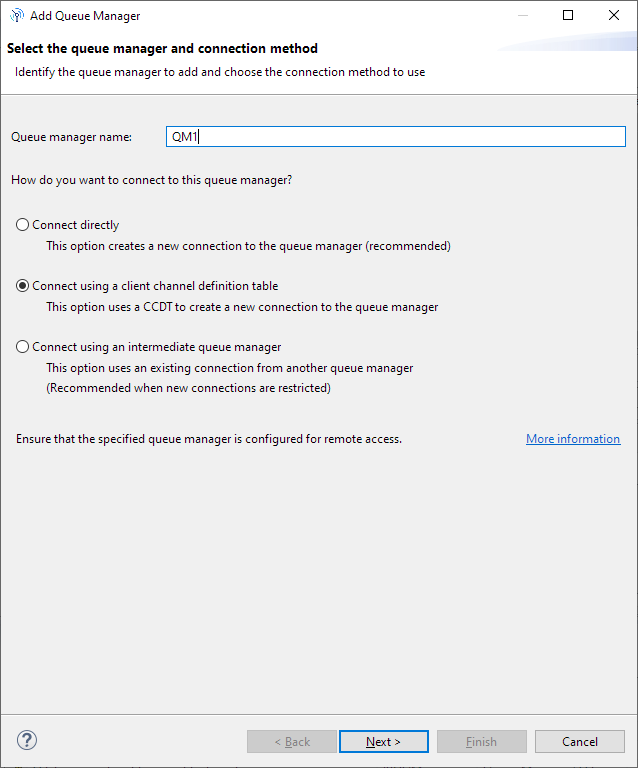 Add Queue Manager
Select the queue manager and connection method
Identify the queue manager to add and choose the connection method to use
Queue manager name: QM1
How do you want to connect to this queue manager?
Connect directly
This option creates a new connection to the queue manager (recommended)
Connect using a client channel definition table
This option uses a CCDT to create a new connection to the queue manager
Connect using an intermediate queue manager
This option uses an existing connection from another queue manager
(Recommended when new connections are restricted)
Ensure that the specified queue manager is configured for remote access. More information
? < Back Next > Finish Cancel